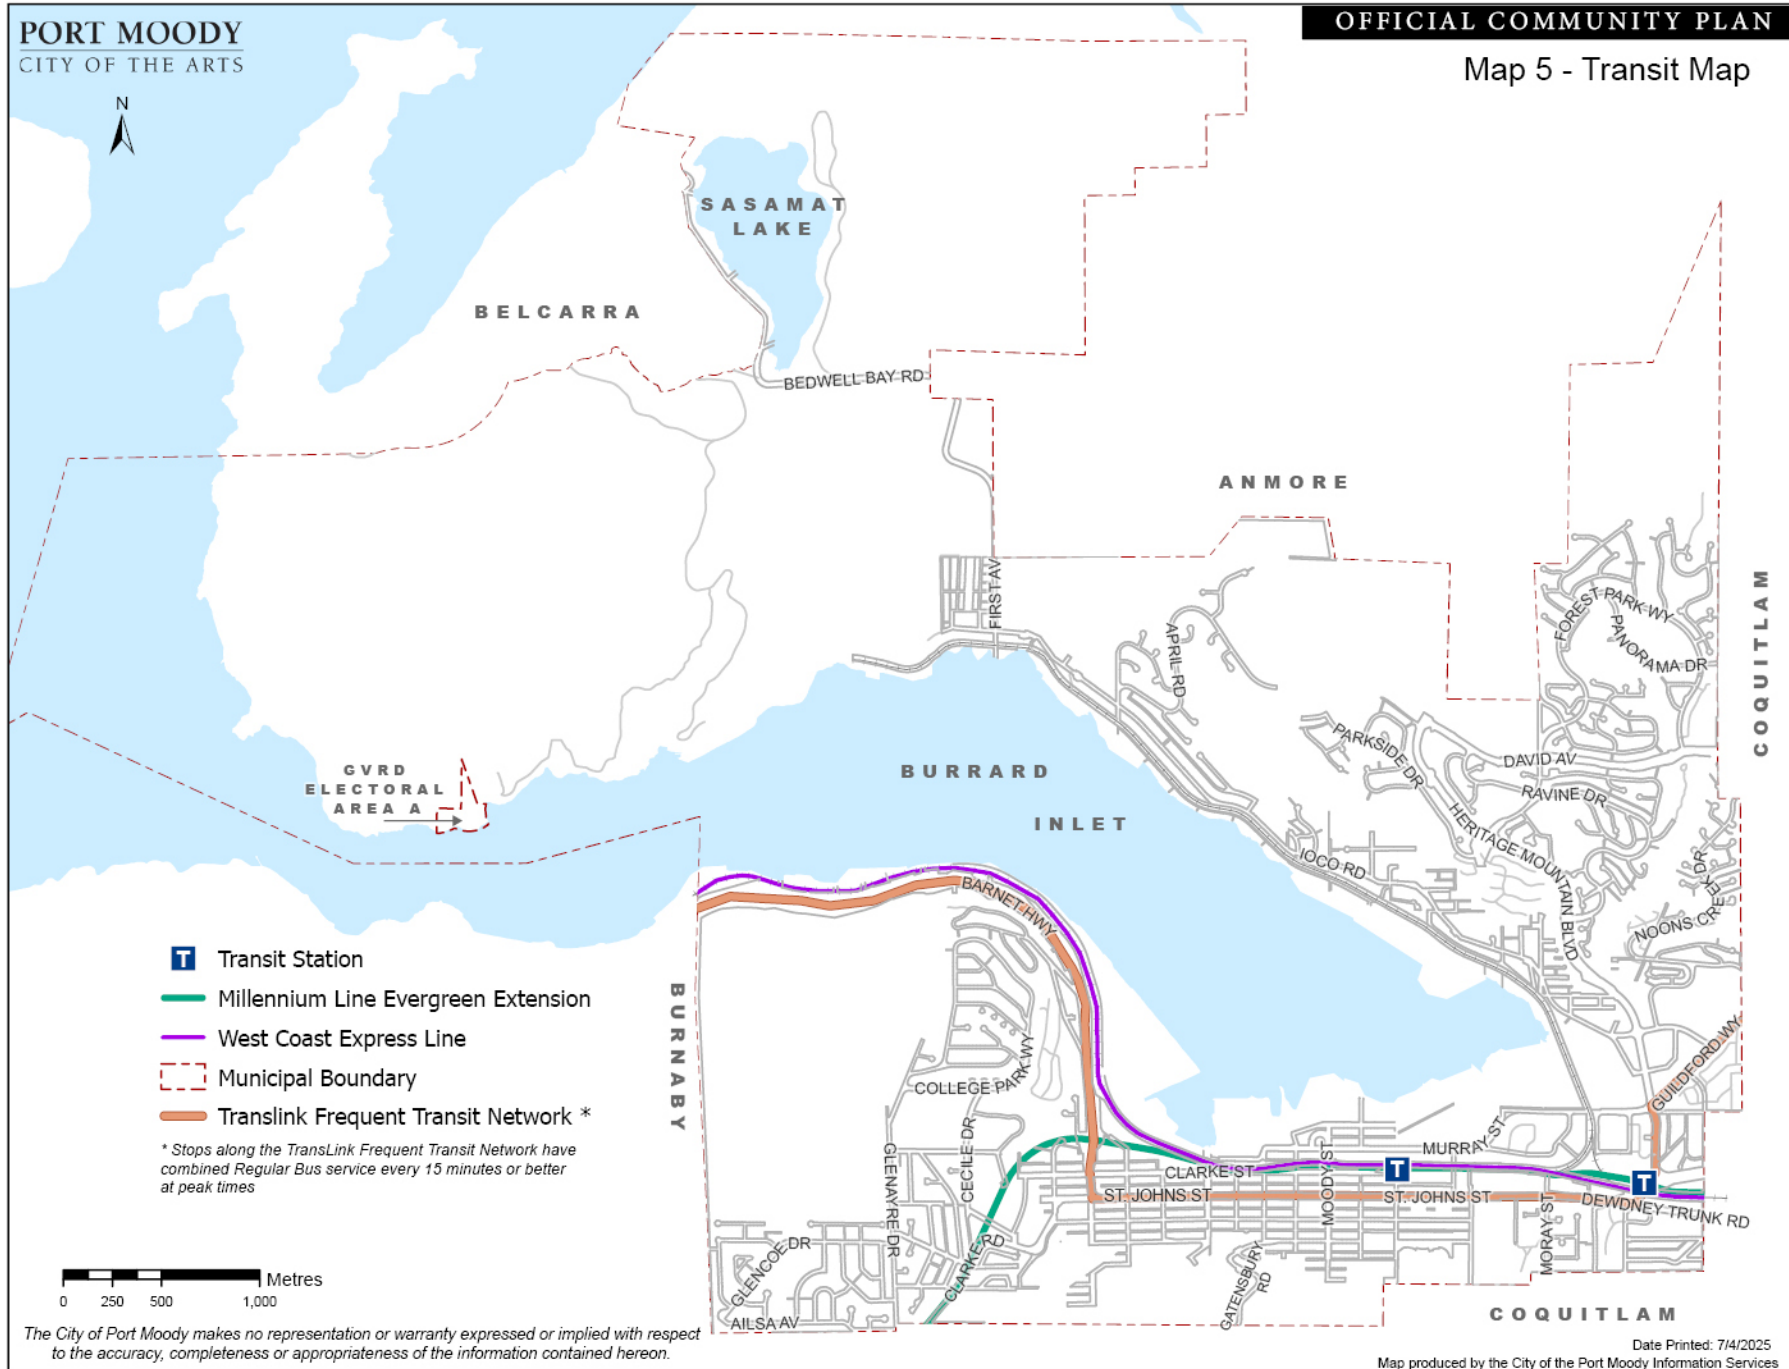 PORT MOODY
CITY OF THE ARTS
OFFICIAL COMMUNITY PLAN
Map 5 - Transit Map
N
SASAMAT
LAKE
BELCARRA
BEDWELL BAY RD
ANMORE
FIRST AV
APRIL RD
FOREST PARK WY
PANORAMA DR
COQUITLAM
PARKSIDE DR
DAVID AV
RAVINE DR
HERITAGE MOUNTAIN BLVD
NOONS CREEK DR
IOCO RD
GVRD
ELECTORAL
AREA A
BURRARD
INLET
BARNET HWY
BURNABY
GUILDFORD WY
COLLEGE PARK WY
CECILE DR
GLENAYRE DR
MURRAY ST
CLARKE ST
MOODY ST
T
T
ST. JOHNS ST
ST. JOHNS ST
DEWDNEY TRUNK RD
MORAY ST
CLARKE RD
GATENSBURY
RD
GLENCOE DR
AILSA AV
COQUITLAM
T Transit Station
Millennium Line Evergreen Extension
West Coast Express Line
Municipal Boundary
Translink Frequent Transit Network *
* Stops along the TransLink Frequent Transit Network have
combined Regular Bus service every 15 minutes or better
at peak times
Metres
0 250 500 1,000
The City of Port Moody makes no representation or warranty expressed or implied with respect
to the accuracy, completeness or appropriateness of the information contained hereon.
Date Printed: 7/4/2025
Map produced by the City of the Port Moody Information Services